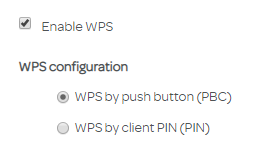 Enable WPS
WPS configuration
WPS by push button (PBC)
WPS by client PIN (PIN)